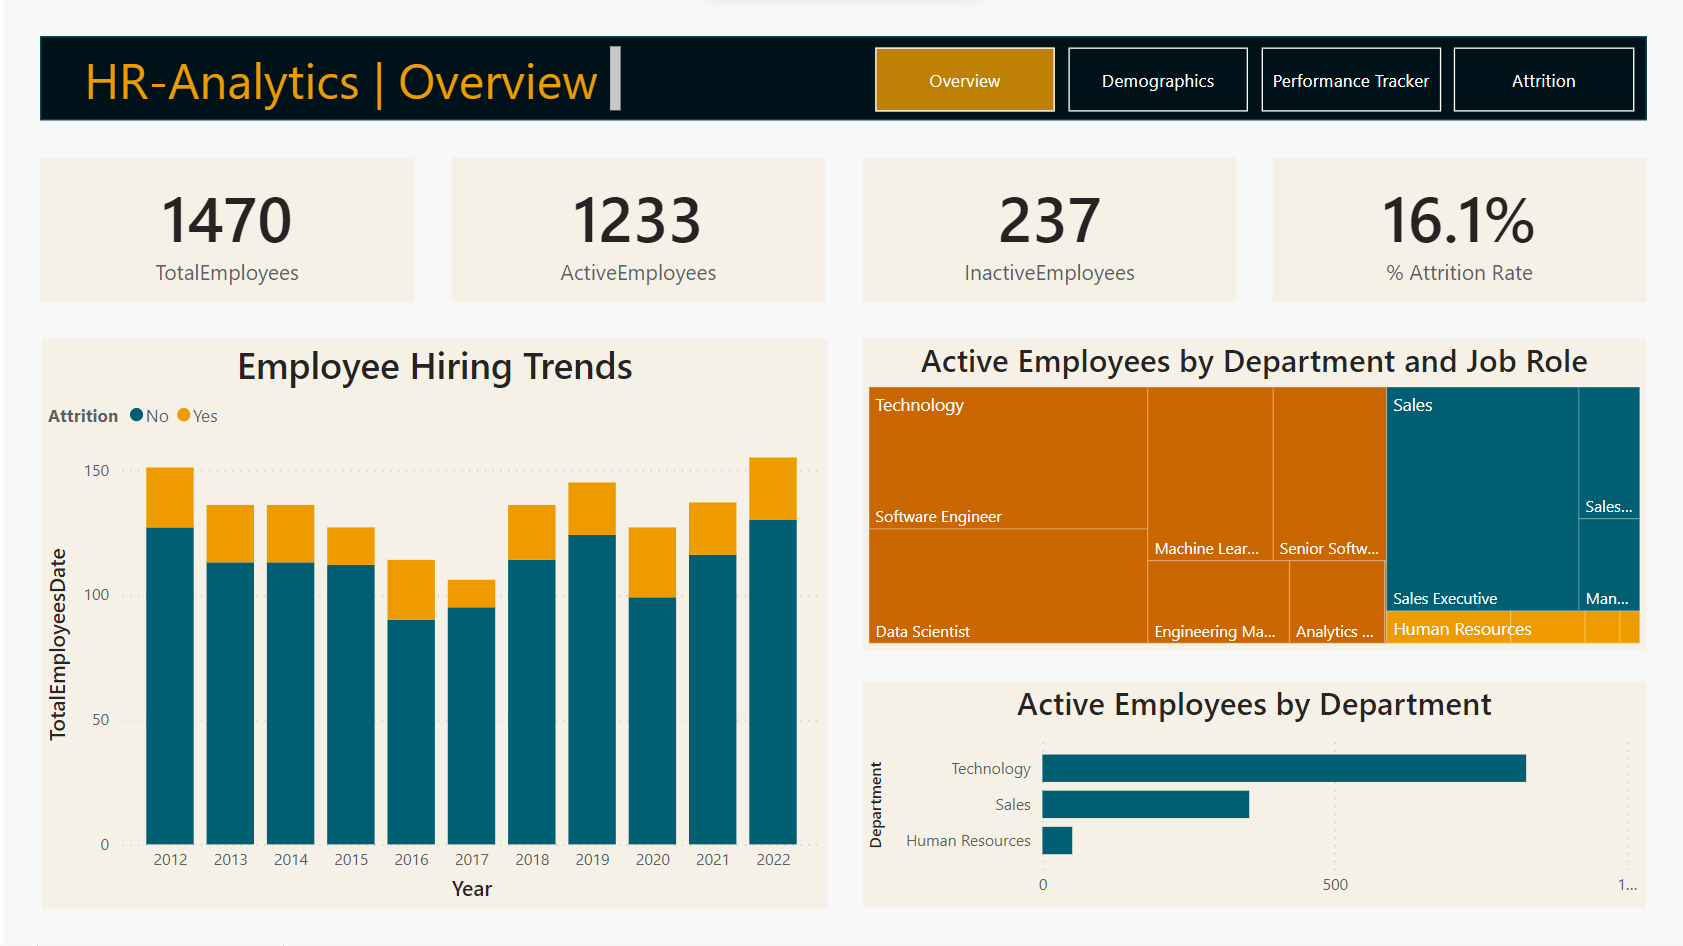 HR-Analytics | Overview
Overview
Demographics
Performance Tracker
Attrition
1470
TotalEmployees
1233
ActiveEmployees
237
InactiveEmployees
16.1%
% Attrition Rate
Employee Hiring Trends
Attrition No Yes
150
100
50
0
TotalEmployeesDate
2012 2013 2014 2015 2016 2017 2018 2019 2020 2021 2022
Year
Active Employees by Department and Job Role
Technology
Software Engineer
Data Scientist
Machine Lear...
Senior Softw...
Engineering Ma...
Analytics ...
Sales
Sales Executive
Sales...
Man...
Human Resources
Active Employees by Department
Department
Technology
Sales
Human Resources
0 500 1...